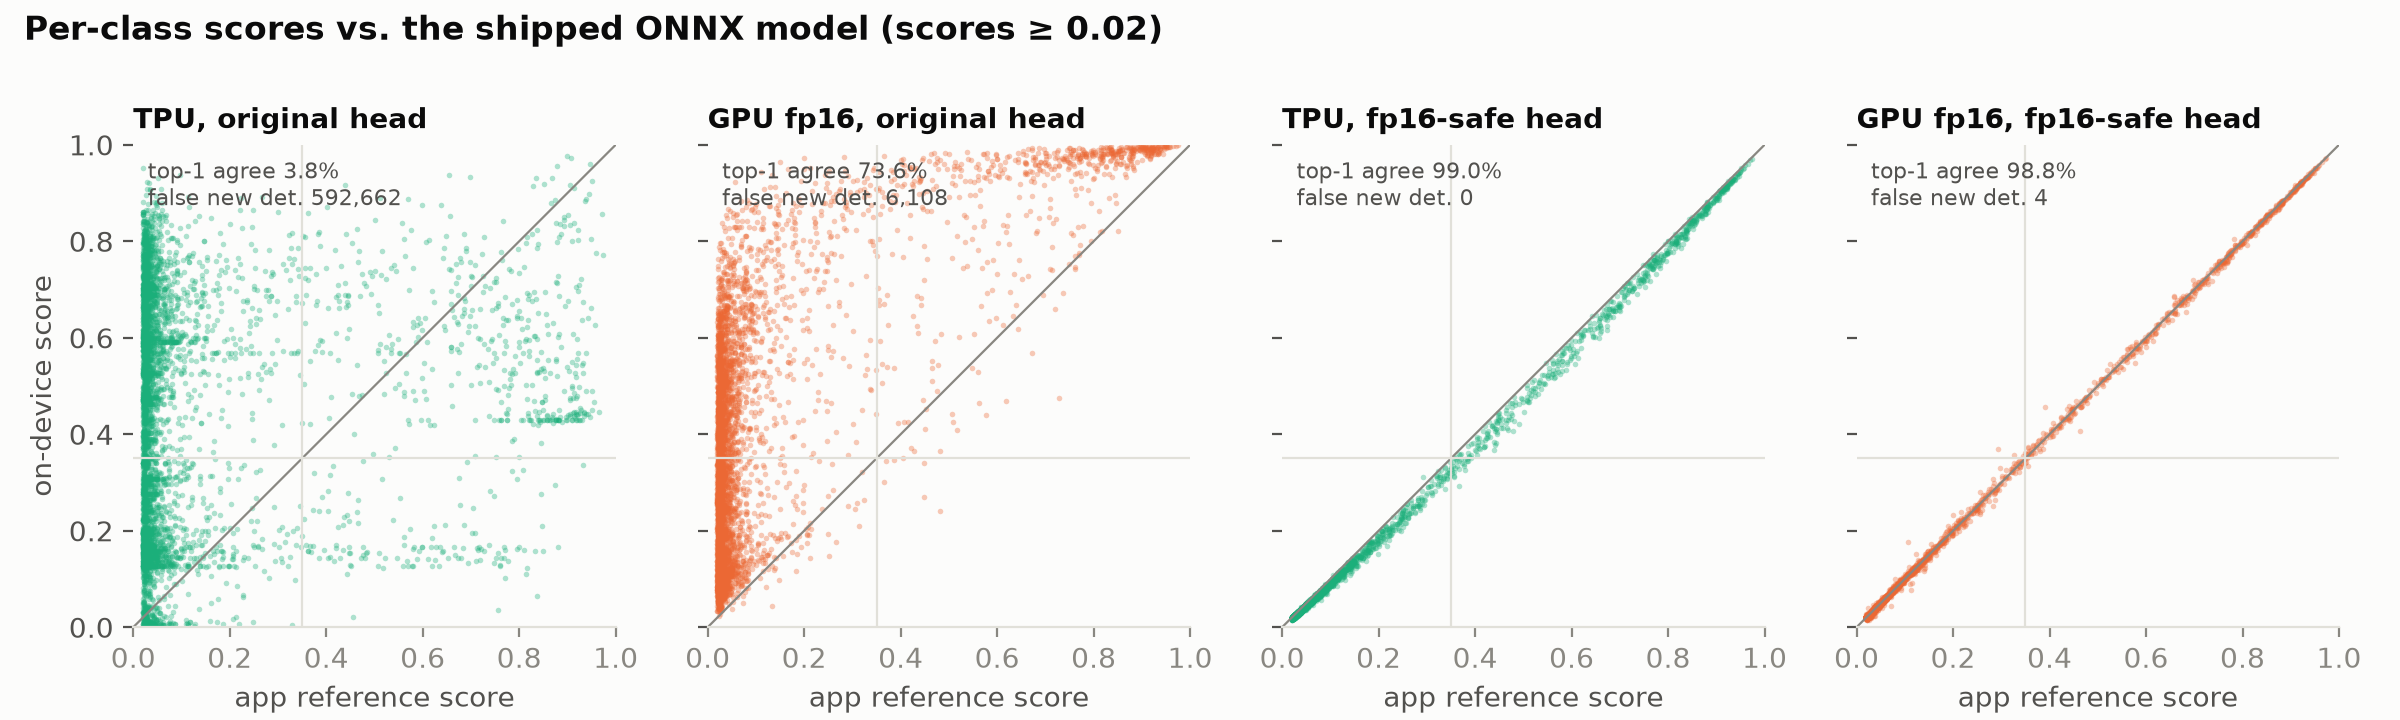 Per-class scores vs. the shipped ONNX model (scores ≥ 0.02)
TPU, original head
top-1 agree 3.8%
false new det. 592,662
on-device score
1.0
0.8
0.6
0.4
0.2
0.0
0.0 0.2 0.4 0.6 0.8 1.0
app reference score
GPU fp16, original head
top-1 agree 73.6%
false new det. 6,108
0.0 0.2 0.4 0.6 0.8 1.0
app reference score
TPU, fp16-safe head
top-1 agree 99.0%
false new det. 0
0.0 0.2 0.4 0.6 0.8 1.0
app reference score
GPU fp16, fp16-safe head
top-1 agree 98.8%
false new det. 4
0.0 0.2 0.4 0.6 0.8 1.0
app reference score